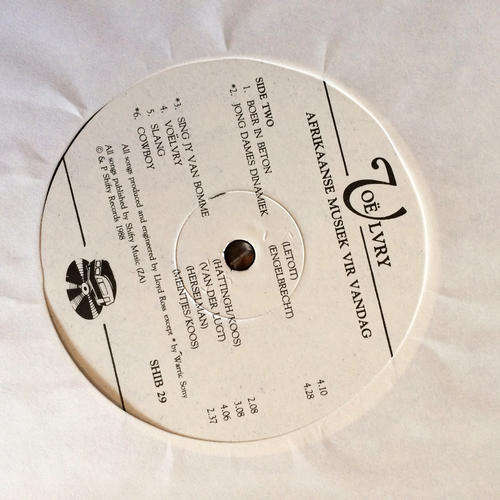 VOËLVRY
AFRIKAANSE MUSIEK VIR VANDAG
SIDE TWO
1. BOER IN BETON (LETOIT) 4.10
*2. JONG DAMES DINAMIEK (ENGELBRECHT) 4.28
*3. SING JY VAN BOMME (HATTINGH/KOOS) 2.08
4. VOËLVRY (VAN DER LUGT) 3.08
5. SLANG (HERSELMAN) 4.06
*6. COWBOY (MEINTJES/KOOS) 2.37
All songs produced and engineered by Lloyd Ross except * by Warric Sony
All songs published by Shifty Music (ZA)
© & P Shifty Records 1988
SHIB 29